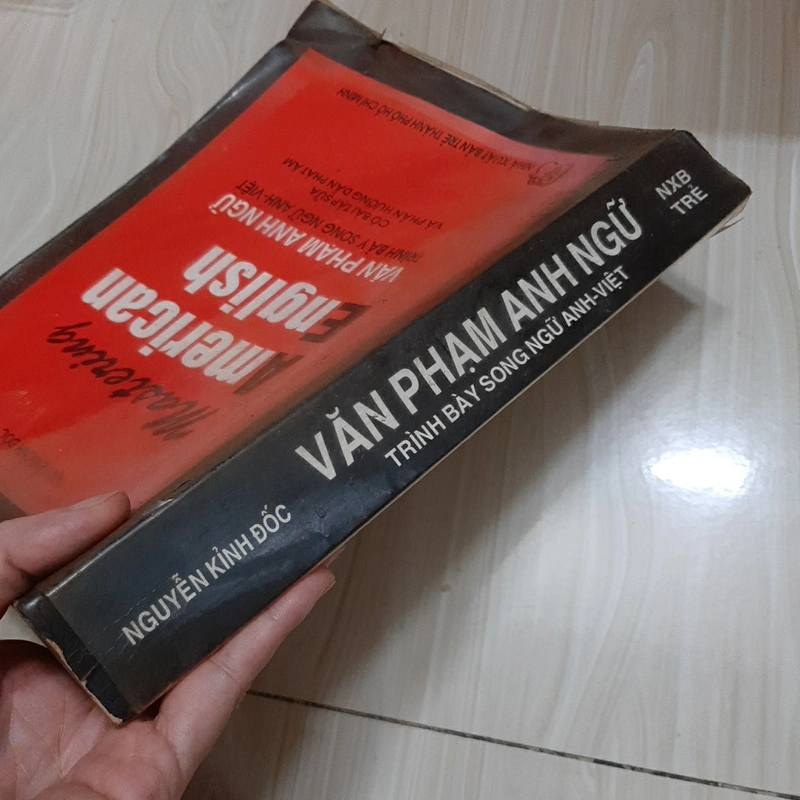 NGUYỄN KỈNH ĐỐC
VĂN PHẠM ANH NGỮ
TRÌNH BÀY SONG NGỮ ANH-VIỆT
NXB
TRẺ
Mastering
American
English
VĂN PHẠM ANH NGỮ
TRÌNH BÀY SONG NGỮ ANH-VIỆT
CÓ BÀI TẬP SỬA
VÀ PHẦN HƯỚNG DẪN PHÁT ÂM
NHÀ XUẤT BẢN TRẺ THÀNH PHỐ HỒ CHÍ MINH